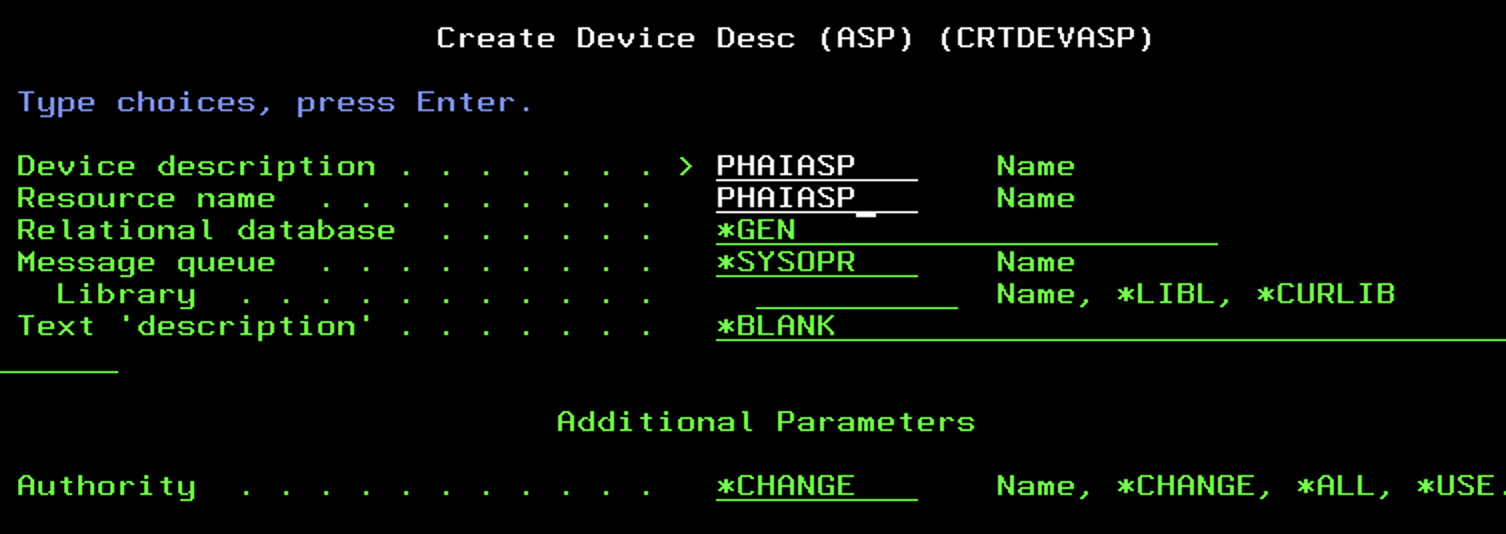 Create Device Desc (ASP) (CRTDEVASP)
Type choices, press Enter.
Device description . . . . . . . > PHAIASP Name
Resource name . . . . . . . . . PHAIASP_ Name
Relational database . . . . . . *GEN
Message queue . . . . . . . . . *SYSOPR Name
Library . . . . . . . . . . . Name, *LIBL, *CURLIB
Text 'description' . . . . . . . *BLANK
Additional Parameters
Authority . . . . . . . . . . . *CHANGE Name, *CHANGE, *ALL, *USE.